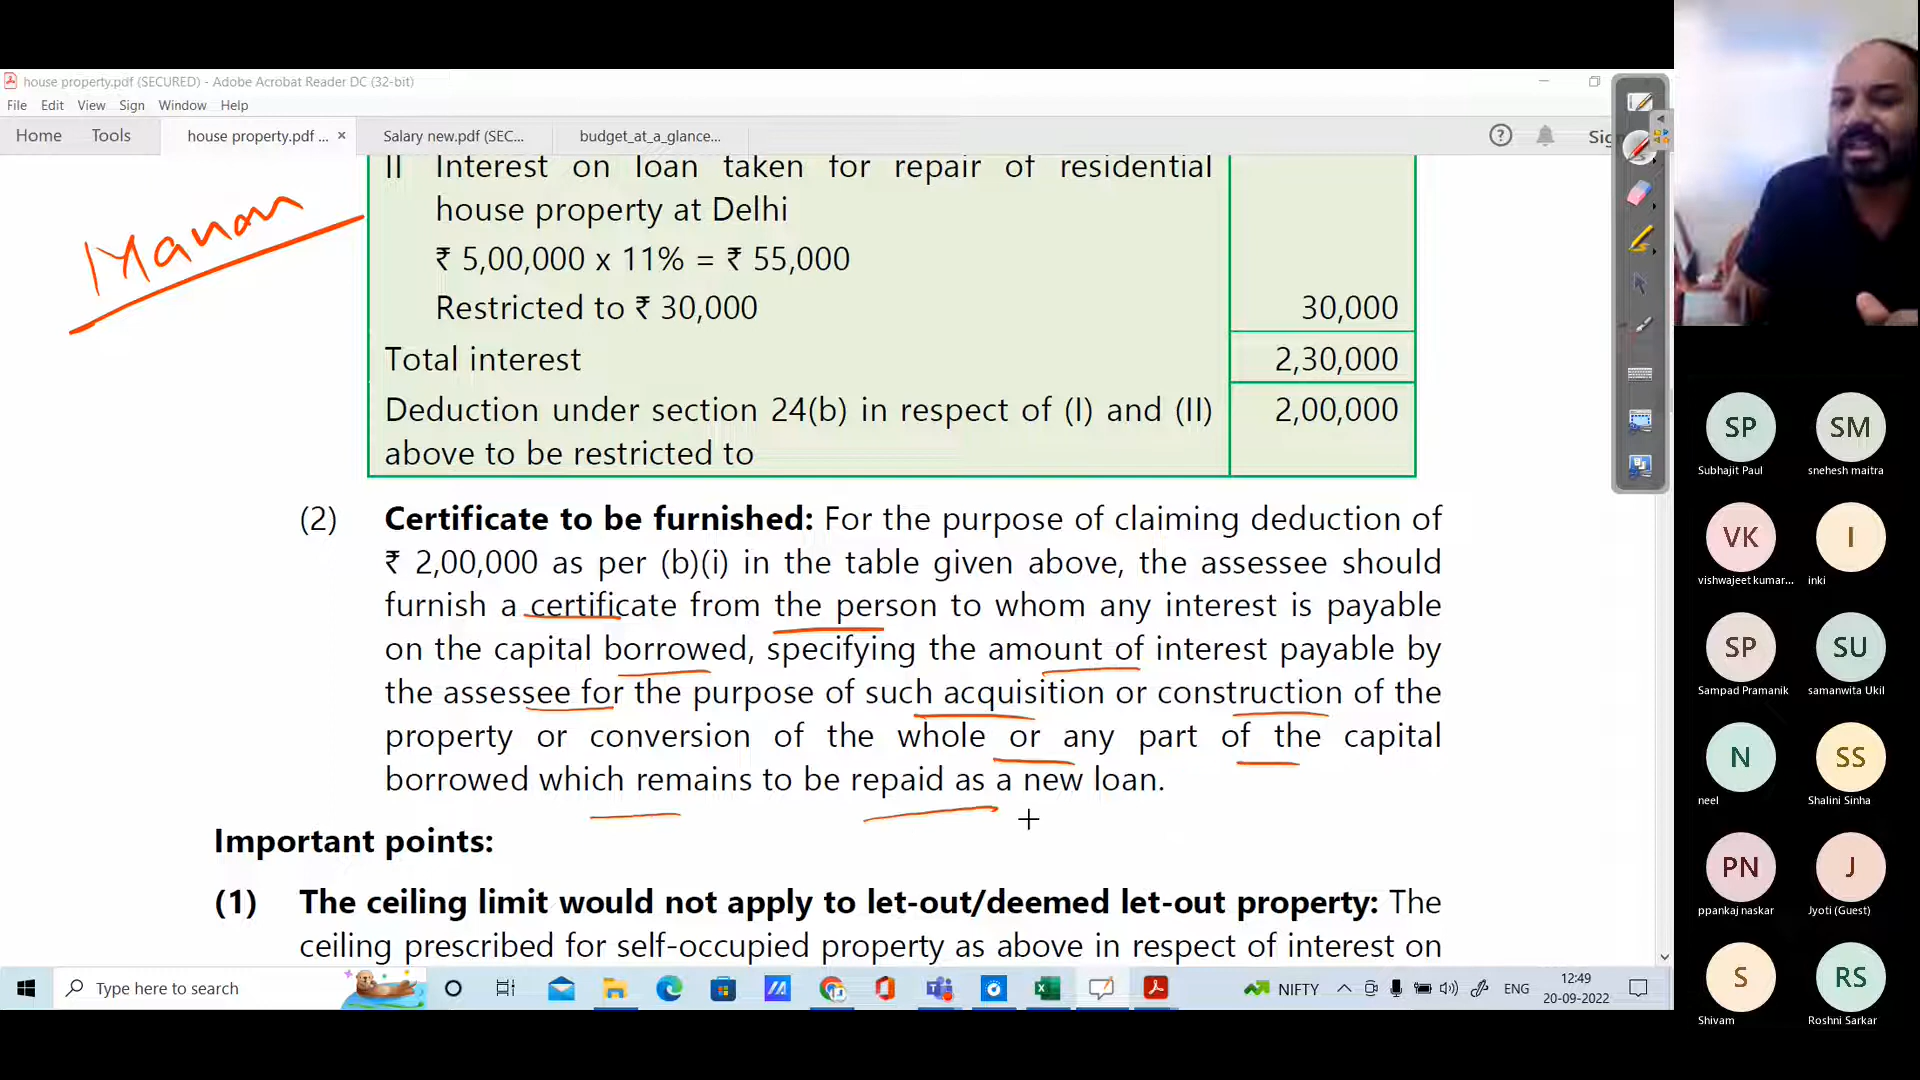 house property.pdf (SECURED) - Adobe Acrobat Reader DC (32-bit)
File Edit View Sign Window Help
Home Tools house property.pdf ... × Salary new.pdf (SEC... budget_at_a_glance...
Manan
II Interest on loan taken for repair of residential
house property at Delhi
₹ 5,00,000 x 11% = ₹ 55,000
Restricted to ₹ 30,000 30,000
Total interest 2,30,000
Deduction under section 24(b) in respect of (I) and (II) 2,00,000
above to be restricted to
(2) Certificate to be furnished: For the purpose of claiming deduction of
₹ 2,00,000 as per (b)(i) in the table given above, the assessee should
furnish a certificate from the person to whom any interest is payable
on the capital borrowed, specifying the amount of interest payable by
the assessee for the purpose of such acquisition or construction of the
property or conversion of the whole or any part of the capital
borrowed which remains to be repaid as a new loan.
Important points:
(1) The ceiling limit would not apply to let-out/deemed let-out property: The
ceiling prescribed for self-occupied property as above in respect of interest on
Type here to search
NIFTY
ENG
12:49
20-09-2022
SP SM
Subhajit Paul snehesh maitra
VK I
vishwajeet kumar... inki
SP SU
Sampad Pramanik samanwita Ukil
N SS
neel Shalini Sinha
PN J
ppankaj naskar Jyoti (Guest)
S RS
Shivam Roshni Sarkar